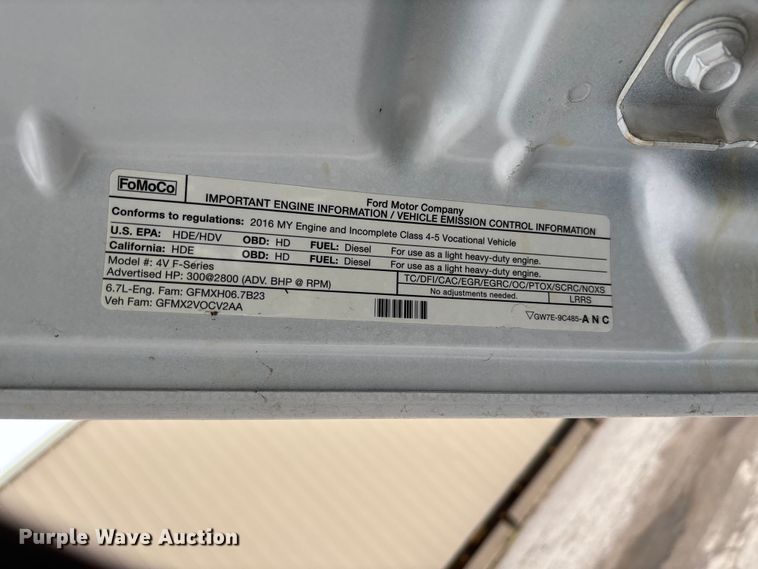 FoMoCo
Ford Motor Company
IMPORTANT ENGINE INFORMATION / VEHICLE EMISSION CONTROL INFORMATION
Conforms to regulations: 2016 MY Engine and Incomplete Class 4-5 Vocational Vehicle
U.S. EPA: HDE/HDV OBD: HD FUEL: Diesel For use as a light heavy-duty engine.
California: HDE OBD: HD FUEL: Diesel For use as a light heavy-duty engine.
Model #: 4V F-Series TC/DFI/CAC/EGR/EGRC/OC/PTOX/SCRC/NOXS
Advertised HP: 300@2800 (ADV. BHP @ RPM) No adjustments needed. LRRS
6.7L-Eng. Fam: GFMXH06.7B23
Veh Fam: GFMX2VOCV2AA
▽GW7E-9C485-A N C
Purple Wave Auction